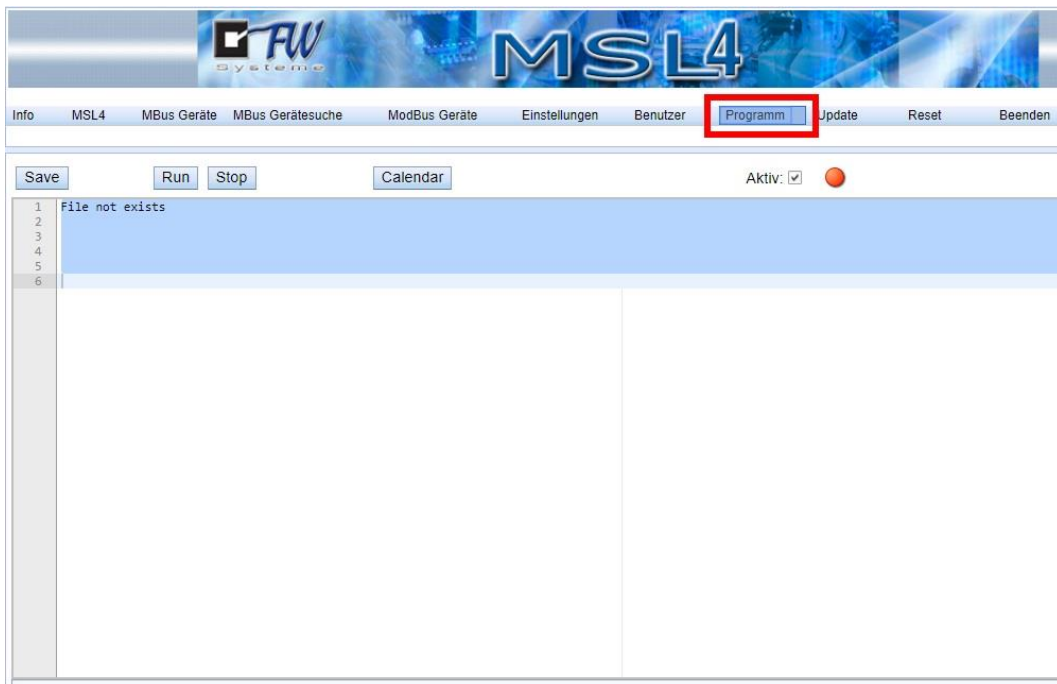 FW
Systeme
MSL4
Info MSL4 MBus Geräte MBus Gerätesuche ModBus Geräte Einstellungen Benutzer Programm Update Reset Beenden
Save Run Stop Calendar Aktiv:
1 File not exists
2
3
4
5
6